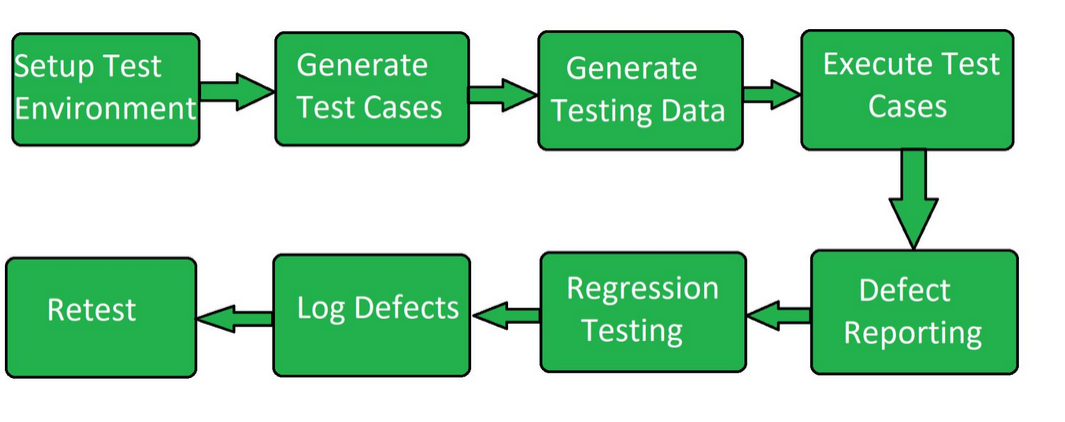 Setup Test
Environment
Generate
Test Cases
Generate
Testing Data
Execute Test
Cases
Defect
Reporting
Regression
Testing
Log Defects
Retest